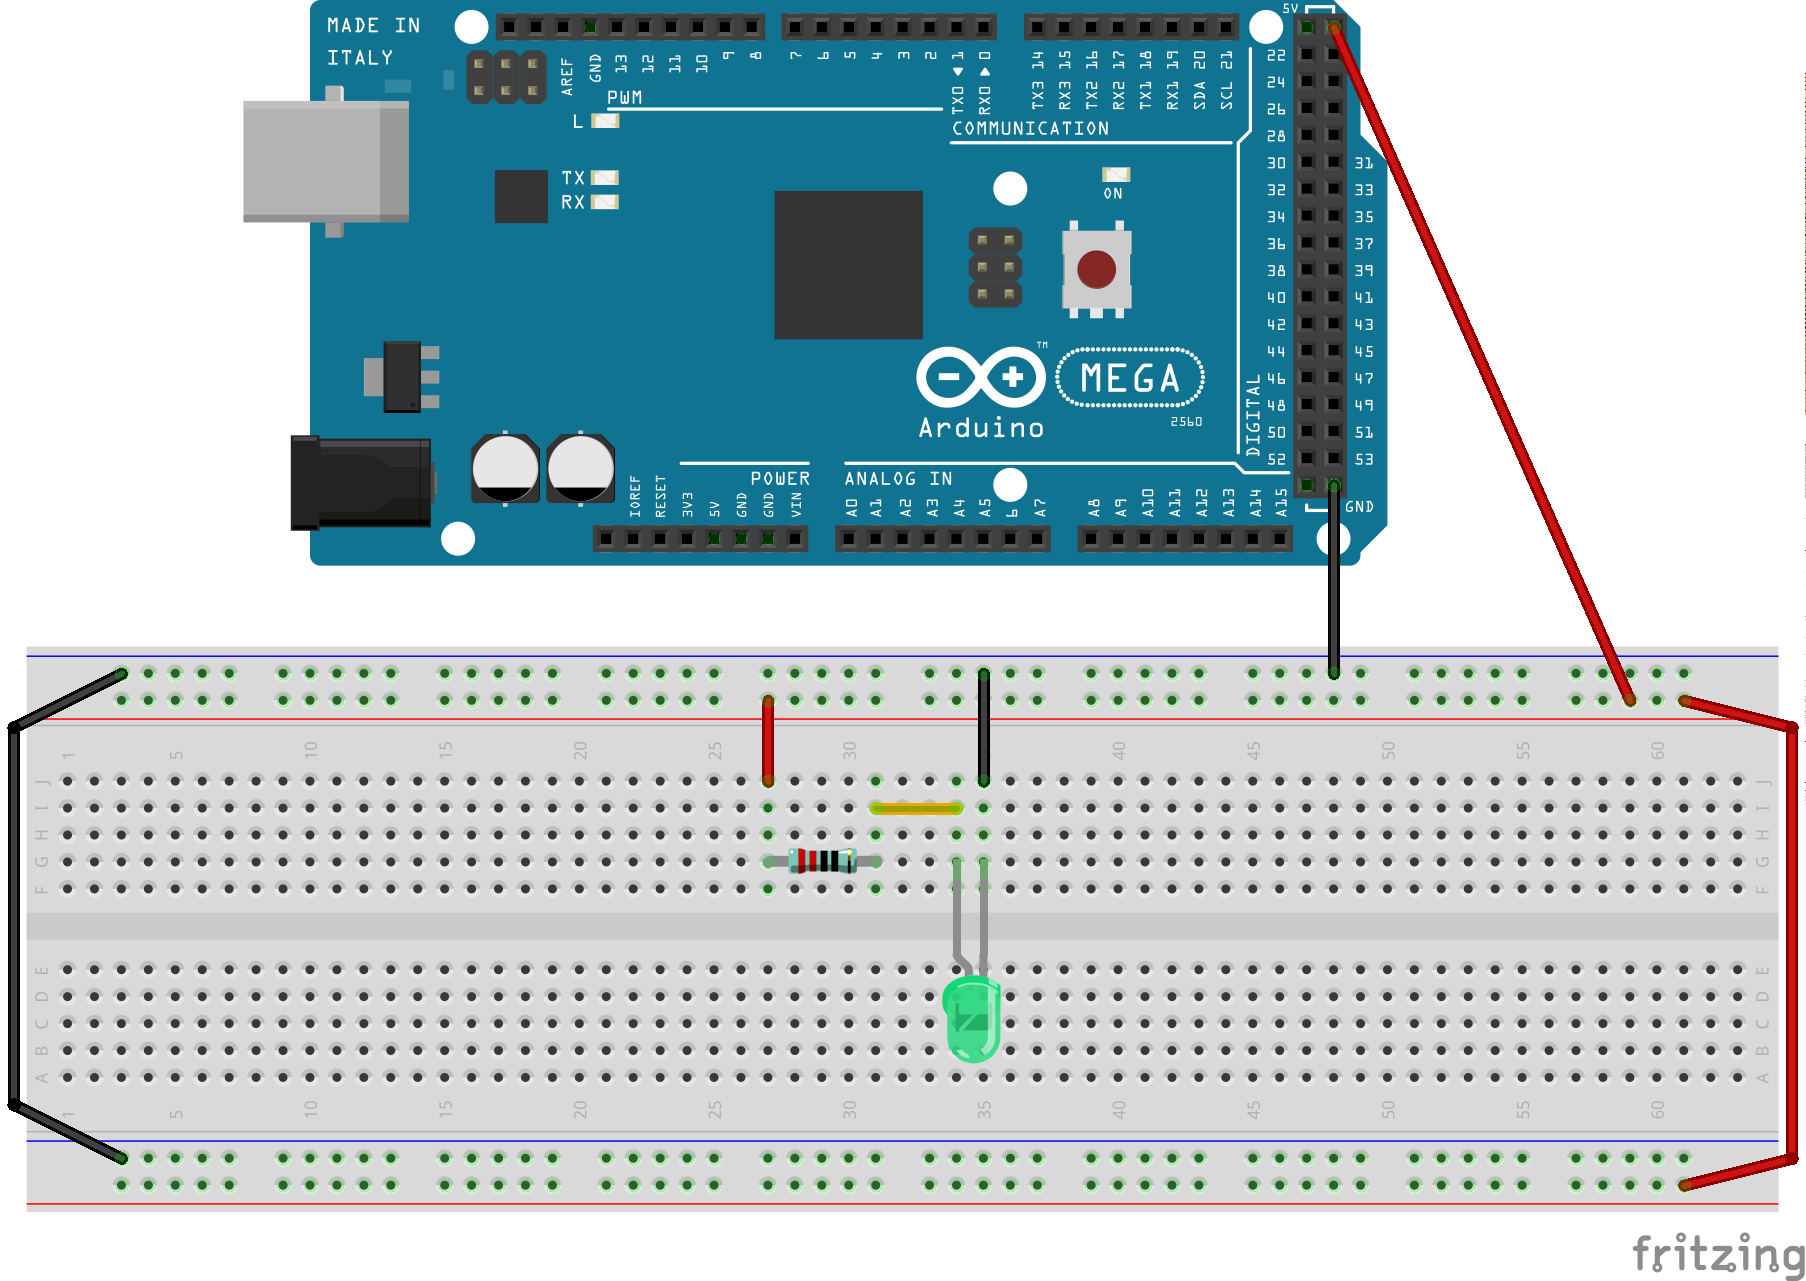 MADE IN
ITALY
AREF
GND
13
12
11
10
9
8
7
6
5
4
3
2
TX0 ◀ 1
RX0 ▶ 0
TX3 14
RX3 15
TX2 16
RX2 17
TX1 18
RX1 19
SDA 20
SCL 21
5V
PWM
COMMUNICATION
L
TX
RX
ON
22
24
26
28
30 31
32 33
34 35
36 37
38 39
40 41
42 43
44 45
46 47
48 49
50 51
52 53
GND
DIGITAL
TM
MEGA
Arduino
2560
POWER
ANALOG IN
IOREF
RESET
3V3
5V
GND
GND
VIN
A0
A1
A2
A3
A4
A5
6
A7
A8
A9
A10
A11
A12
A13
A14
A15
1 5 10 15 20 25 30 35 40 45 50 55 60
J J
I I
H H
G G
F F
E E
D D
C C
B B
A A
1 5 10 15 20 25 30 35 40 45 50 55 60
fritzing